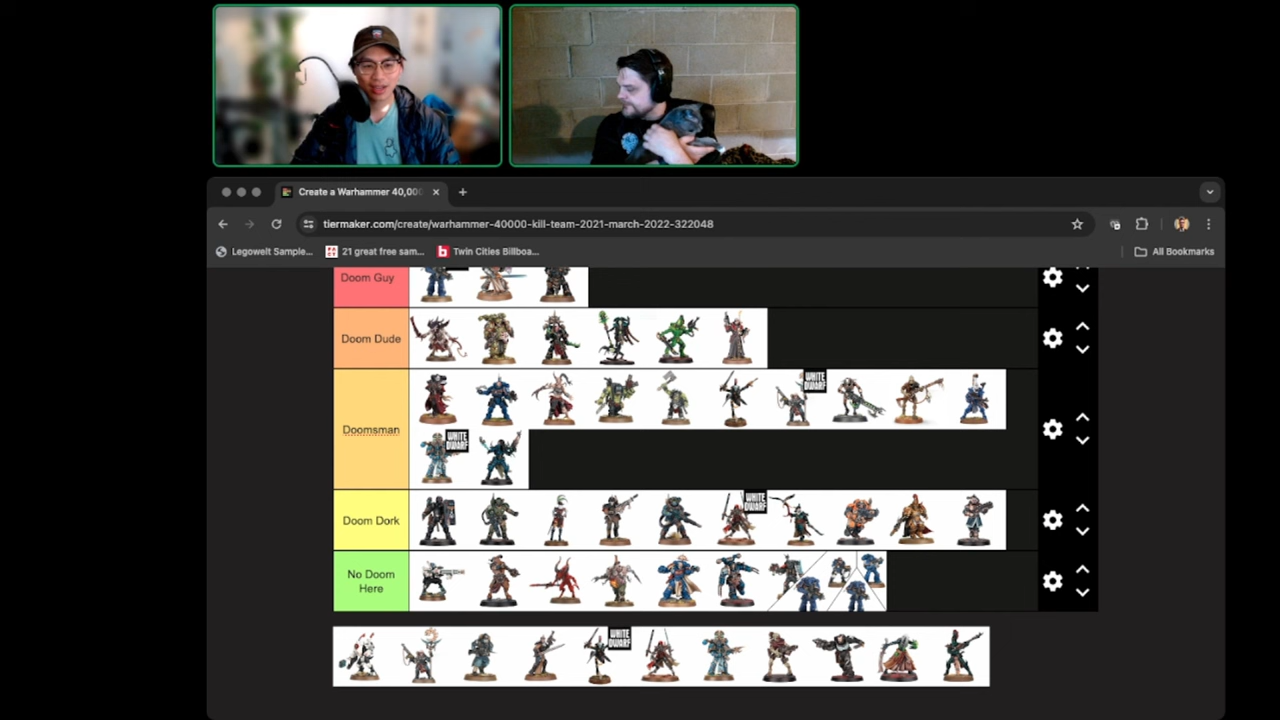 Create a Warhammer 40,00
tiermaker.com/create/warhammer-40000-kill-team-2021-march-2022-322048
Legowelt Sample...
21 great free sam...
Twin Cities Billboa...
All Bookmarks
Doom Guy
Doom Dude
Doomsman
WHITE
DWARF
WHITE
DWARF
Doom Dork
WHITE
DWARF
No Doom
Here
WHITE
DWARF